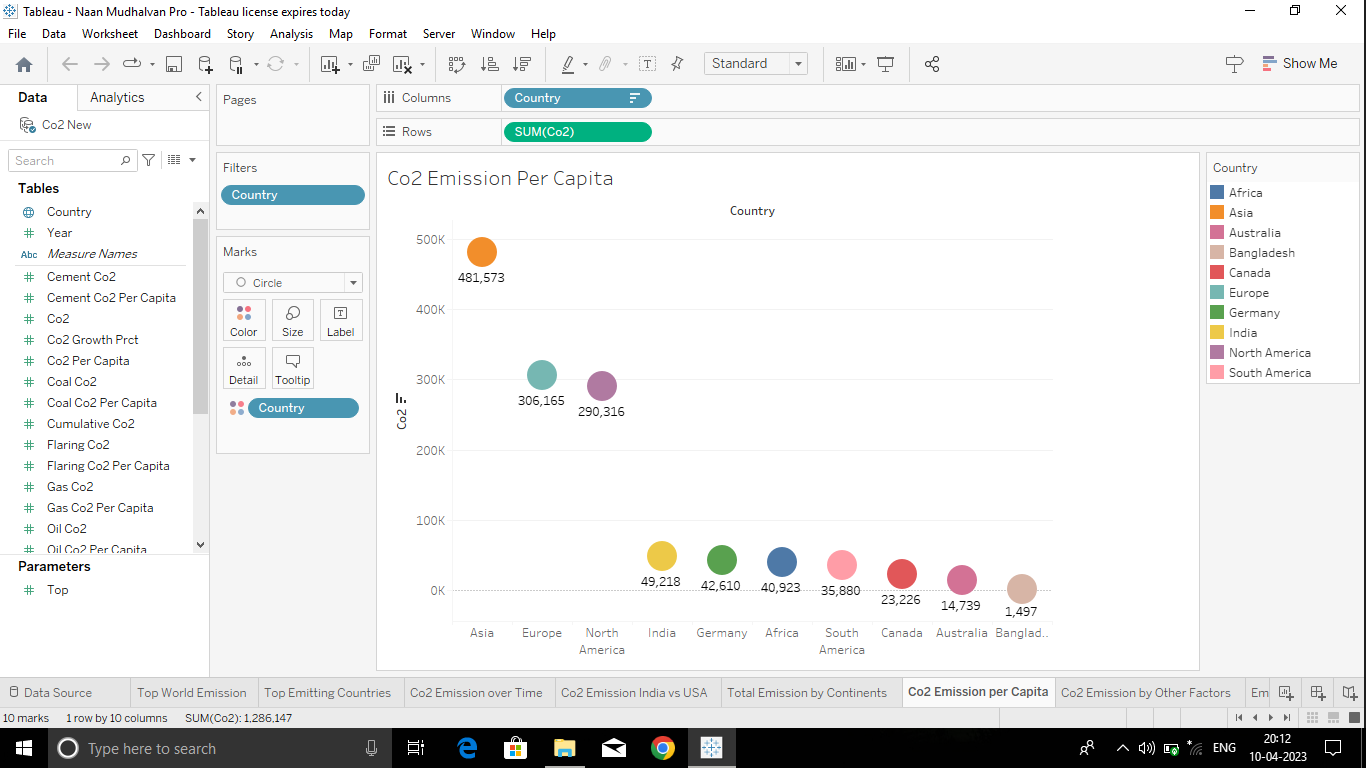 Tableau - Naan Mudhalvan Pro - Tableau license expires today
File Data Worksheet Dashboard Story Analysis Map Format Server Window Help
Standard
Show Me
Data Analytics
Co2 New
Search
Tables
Country
Year
Abc Measure Names
Cement Co2
Cement Co2 Per Capita
Co2
Co2 Growth Prct
Co2 Per Capita
Coal Co2
Coal Co2 Per Capita
Cumulative Co2
Flaring Co2
Flaring Co2 Per Capita
Gas Co2
Gas Co2 Per Capita
Oil Co2
Oil Co2 Per Capita
Parameters
Top
Pages
Filters
Country
Marks
Circle
Color Size Label
Detail Tooltip
Country
Columns Country
Rows SUM(Co2)
Co2 Emission Per Capita
Country
500K
400K
300K
200K
100K
0K
Co2
481,573
306,165
290,316
49,218
42,610
40,923
35,880
23,226
14,739
1,497
Asia Europe North America India Germany Africa South America Canada Australia Banglad..
Country
Africa
Asia
Australia
Bangladesh
Canada
Europe
Germany
India
North America
South America
Data Source Top World Emission Top Emitting Countries Co2 Emission over Time Co2 Emission India vs USA Total Emission by Continents Co2 Emission per Capita Co2 Emission by Other Factors Em
10 marks 1 row by 10 columns SUM(Co2): 1,286,147
Type here to search
ENG
20:12
10-04-2023